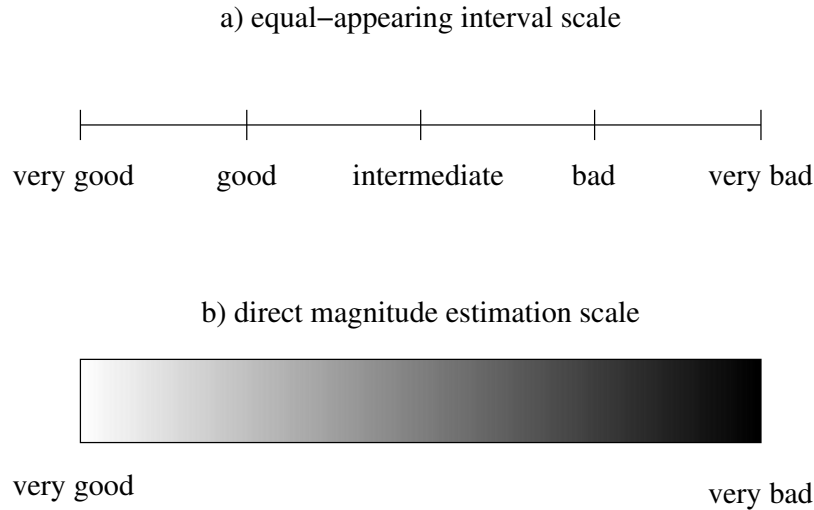 a) equal−appearing interval scale
very good good intermediate bad very bad
b) direct magnitude estimation scale
very good very bad